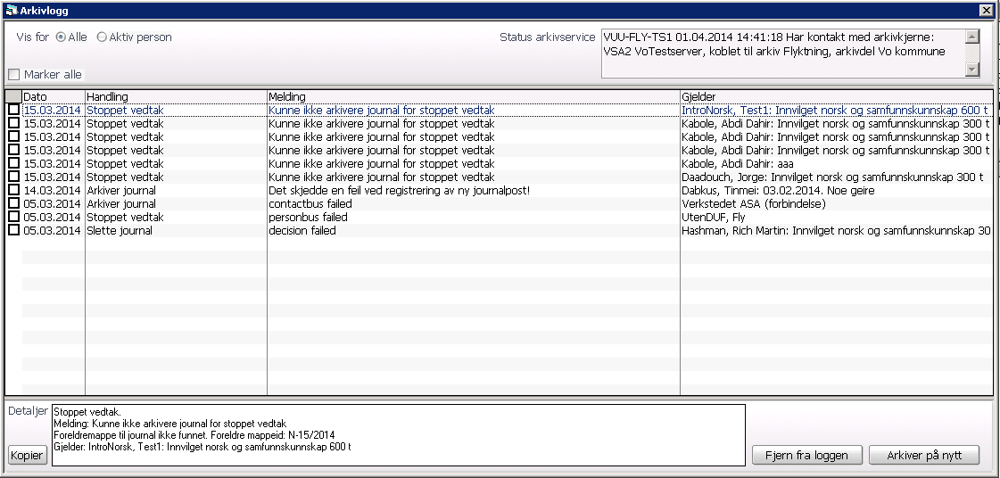 Arkivlogg
Vis for Alle Aktiv person
Status arkivservice
VUU-FLY-TS1 01.04.2014 14:41:18 Har kontakt med arkivkjerne:
VSA2 VoTestserver, koblet til arkiv Flyktning, arkivdel Vo kommune
Marker alle
Dato Handling Melding Gjelder
15.03.2014 Stoppet vedtak Kunne ikke arkivere journal for stoppet vedtak IntroNorsk, Test1: Innvilget norsk og samfunnskunnskap 600 t
15.03.2014 Stoppet vedtak Kunne ikke arkivere journal for stoppet vedtak Kabole, Abdi Dahir: Innvilget norsk og samfunnskunnskap 300 t
15.03.2014 Stoppet vedtak Kunne ikke arkivere journal for stoppet vedtak Kabole, Abdi Dahir: Innvilget norsk og samfunnskunnskap 300 t
15.03.2014 Stoppet vedtak Kunne ikke arkivere journal for stoppet vedtak Kabole, Abdi Dahir: Innvilget norsk og samfunnskunnskap 300 t
15.03.2014 Stoppet vedtak Kunne ikke arkivere journal for stoppet vedtak Kabole, Abdi Dahir: aaa
15.03.2014 Stoppet vedtak Kunne ikke arkivere journal for stoppet vedtak Daadouch, Jorge: Innvilget norsk og samfunnskunnskap 300 t
14.03.2014 Arkiver journal Det skjedde en feil ved registrering av ny journalpost! Dabkus, Tinmei: 03.02.2014. Noe geire
05.03.2014 Arkiver journal contactbus failed Verkstedet ASA (forbindelse)
05.03.2014 Stoppet vedtak personbus failed UtenDUF, Fly
05.03.2014 Slette journal decision failed Hashman, Rich Martin: Innvilget norsk og samfunnskunnskap 30
Detaljer
Stoppet vedtak.
Melding: Kunne ikke arkivere journal for stoppet vedtak
Foreldremappe til journal ikke funnet. Foreldre mappeid: N-15/2014
Gjelder: IntroNorsk, Test1: Innvilget norsk og samfunnskunnskap 600 t
Kopier Fjern fra loggen Arkiver på nytt